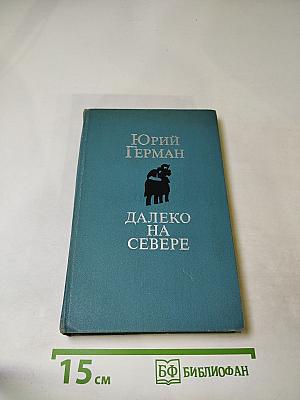 ЮРИЙ
ГЕРМАН
ДАЛЕКО
НА
СЕВЕРЕ
15 см
БФ БИБЛИОФАН